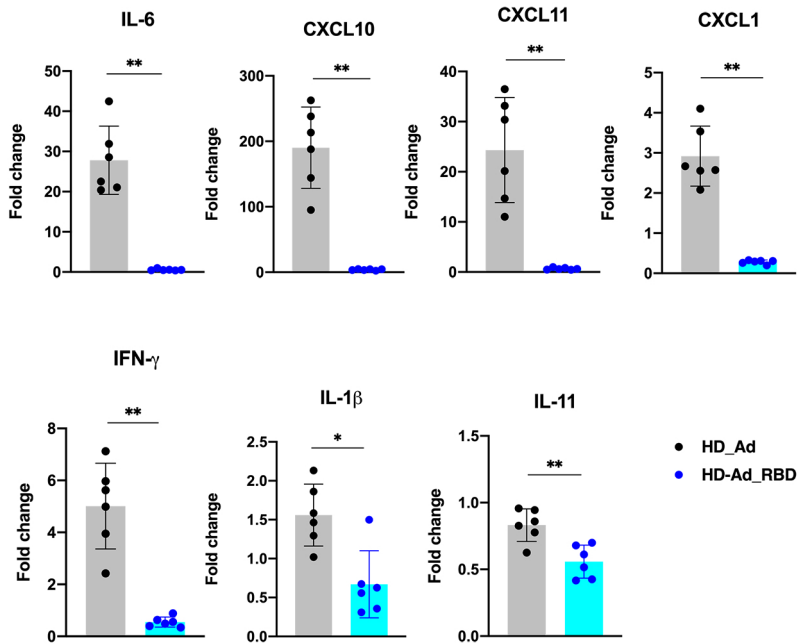 IL-6
CXCL10
CXCL11
CXCL1
**
**
**
**
Fold change
50
40
30
20
10
0
Fold change
300
200
100
0
Fold change
40
30
20
10
0
Fold change
5
4
3
2
1
0
IFN-γ
IL-1β
IL-11
**
*
**
Fold change
8
6
4
2
0
Fold change
2.5
2.0
1.5
1.0
0.5
0.0
Fold change
1.5
1.0
0.5
0.0
HD_Ad
HD-Ad_RBD